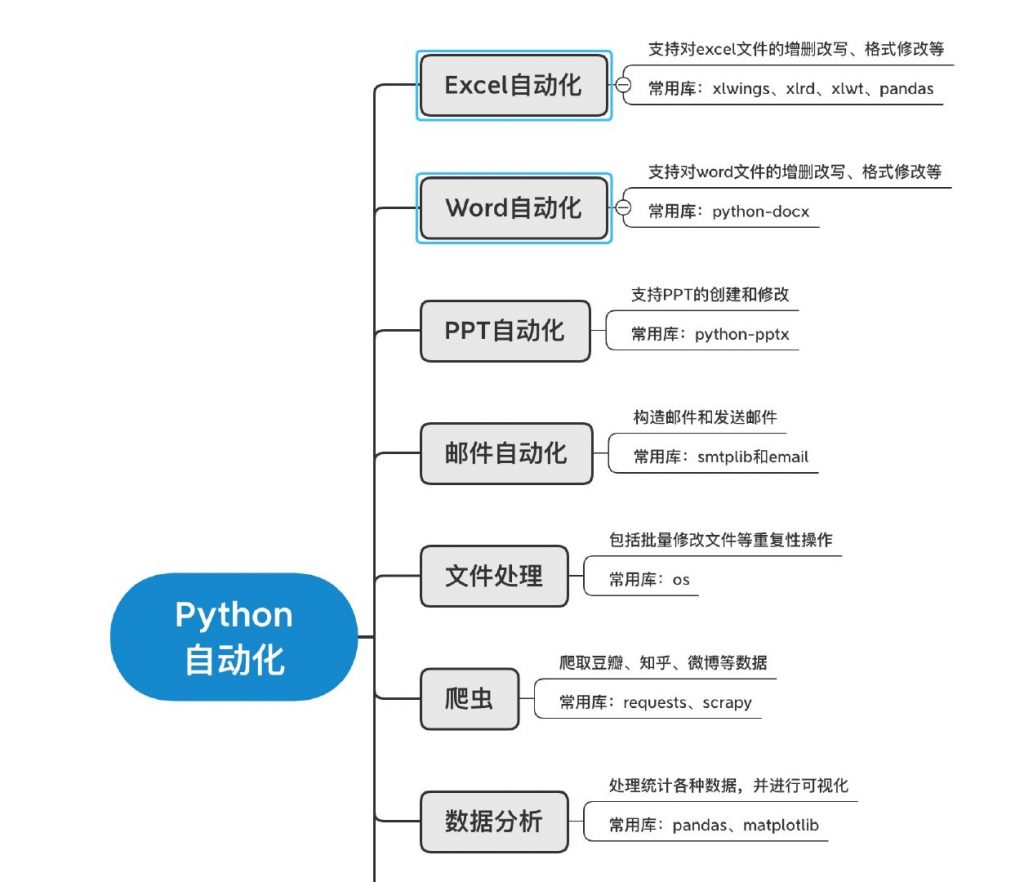 支持对excel文件的增删改写、格式修改等
Excel自动化
常用库：xlwings、xlrd、xlwt、pandas
支持对word文件的增删改写、格式修改等
Word自动化
常用库：python-docx
支持PPT的创建和修改
PPT自动化
常用库：python-pptx
构造邮件和发送邮件
邮件自动化
常用库：smtplib和email
包括批量修改文件等重复性操作
文件处理
常用库：os
Python
自动化
爬取豆瓣、知乎、微博等数据
爬虫
常用库：requests、scrapy
处理统计各种数据，并进行可视化
数据分析
常用库：pandas、matplotlib